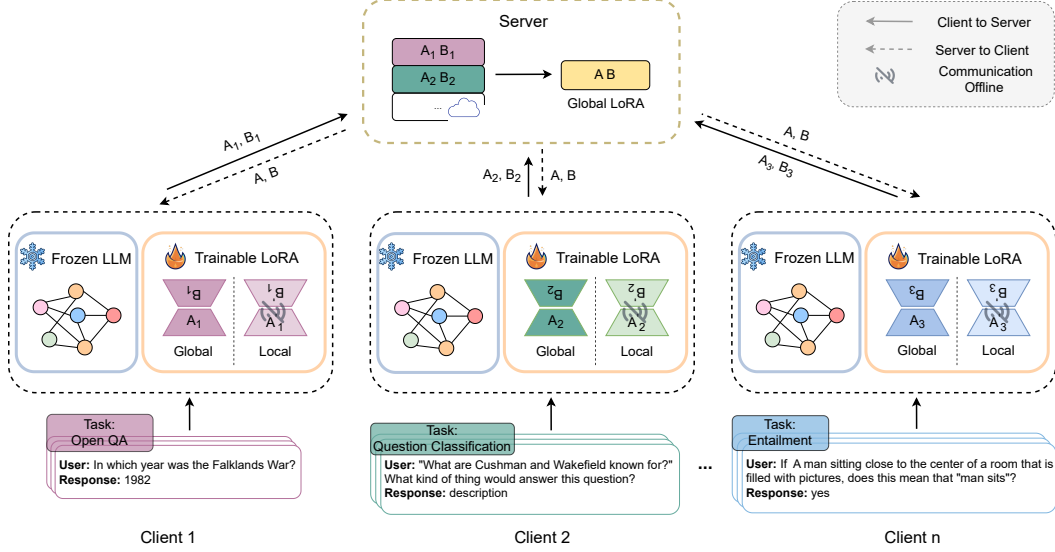 Server
A1 B1
A2 B2
...
A B
Global LoRA
Client to Server
Server to Client
Communication
Offline
A1, B1
A, B
A2, B2
A, B
A, B
A3, B3
Frozen LLM
Trainable LoRA
B1
A1
B'1
A'1
Global
Local
Frozen LLM
Trainable LoRA
B2
A2
B'2
A'2
Global
Local
Frozen LLM
Trainable LoRA
B3
A3
B'3
A'3
Global
Local
Task:
Open QA
User: In which year was the Falklands War?
Response: 1982
Task:
Question Classification
User: "What are Cushman and Wakefield known for?"
What kind of thing would answer this question?
Response: description
...
Task:
Entailment
User: If A man sitting close to the center of a room that is
filled with pictures, does this mean that "man sits"?
Response: yes
Client 1
Client 2
Client n